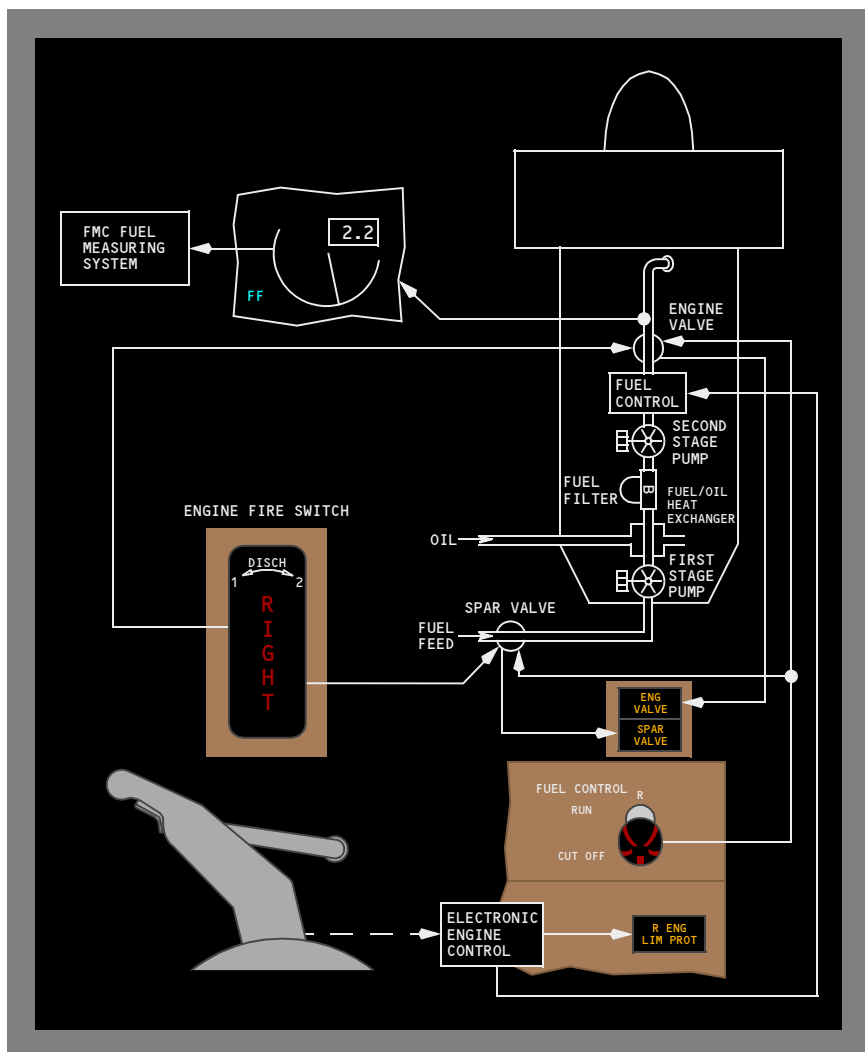 FMC FUEL
MEASURING
SYSTEM
2.2
FF
ENGINE
VALVE
FUEL
CONTROL
SECOND
STAGE
PUMP
FUEL
FILTER
B
FUEL/OIL
HEAT
EXCHANGER
ENGINE FIRE SWITCH
OIL
DISCH
1 2
R
I
G
H
T
FIRST
STAGE
PUMP
SPAR VALVE
FUEL
FEED
ENG
VALVE
SPAR
VALVE
FUEL CONTROL
R
RUN
CUT OFF
ELECTRONIC
ENGINE
CONTROL
R ENG
LIM PROT